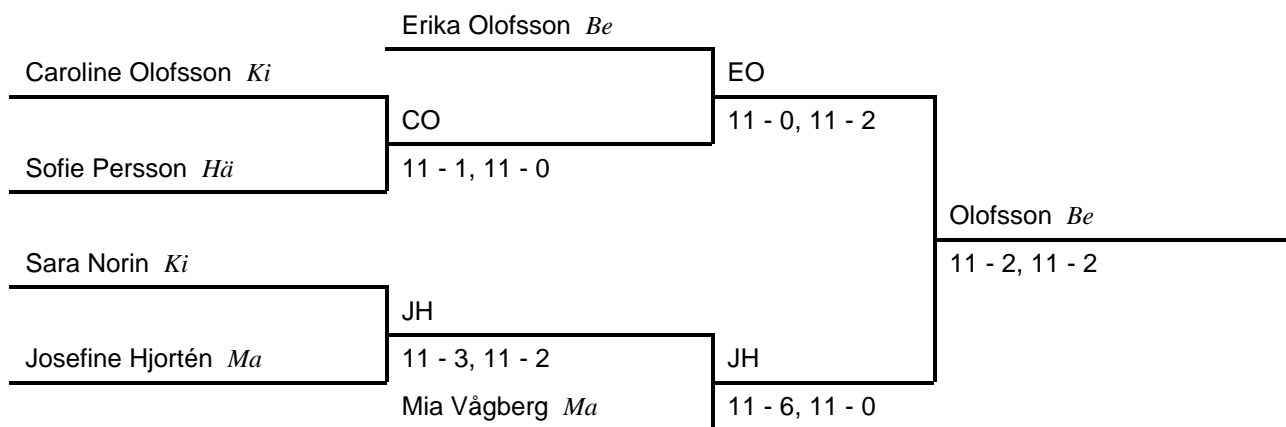 Erika Olofsson Be
Caroline Olofsson Ki
EO
CO
11 - 0, 11 - 2
Sofie Persson Hä
11 - 1, 11 - 0
Olofsson Be
Sara Norin Ki
11 - 2, 11 - 2
JH
Josefine Hjortén Ma
11 - 3, 11 - 2
JH
Mia Vågberg Ma
11 - 6, 11 - 0